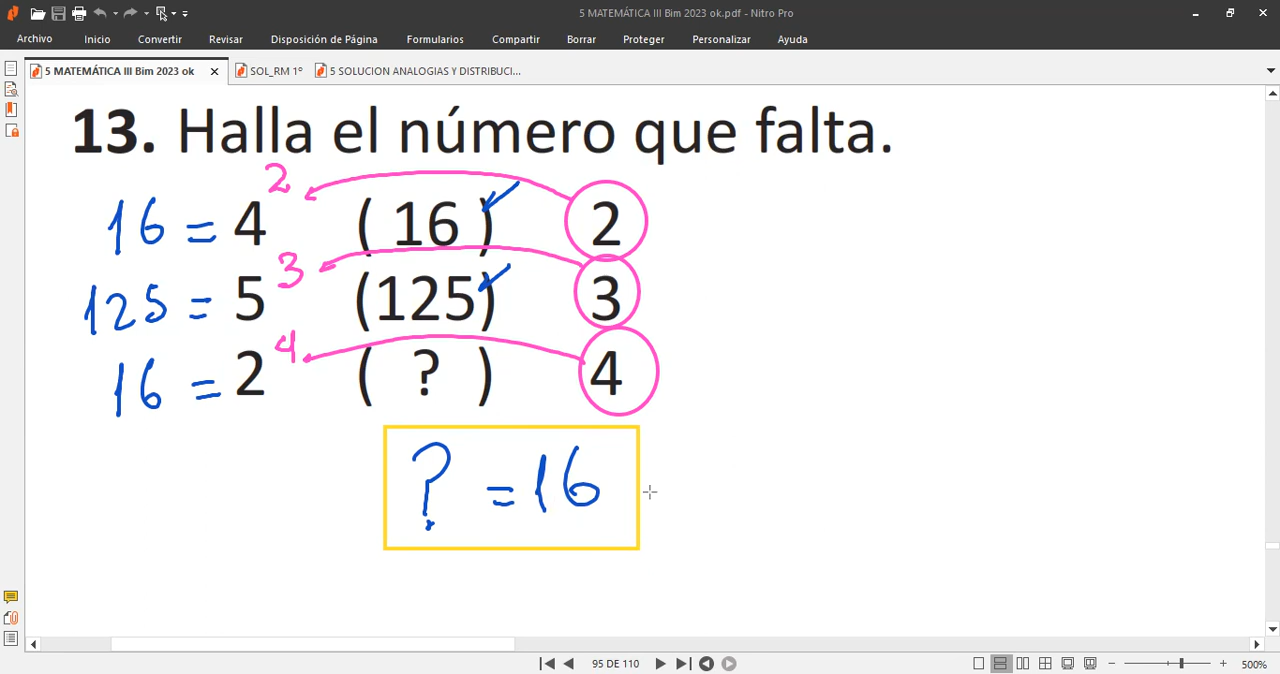 5 MATEMÁTICA III Bim 2023 ok.pdf - Nitro Pro
Archivo Inicio Convertir Revisar Disposición de Página Formularios Compartir Borrar Proteger Personalizar Ayuda
5 MATEMÁTICA III Bim 2023 ok × SOL_RM 1º 5 SOLUCION ANALOGIAS Y DISTRIBUCI...
13. Halla el número que falta.
16 = 4² ( 16 ) 2
125 = 5³ (125) 3
16 = 2⁴ ( ? ) 4
? = 16
95 DE 110 500%